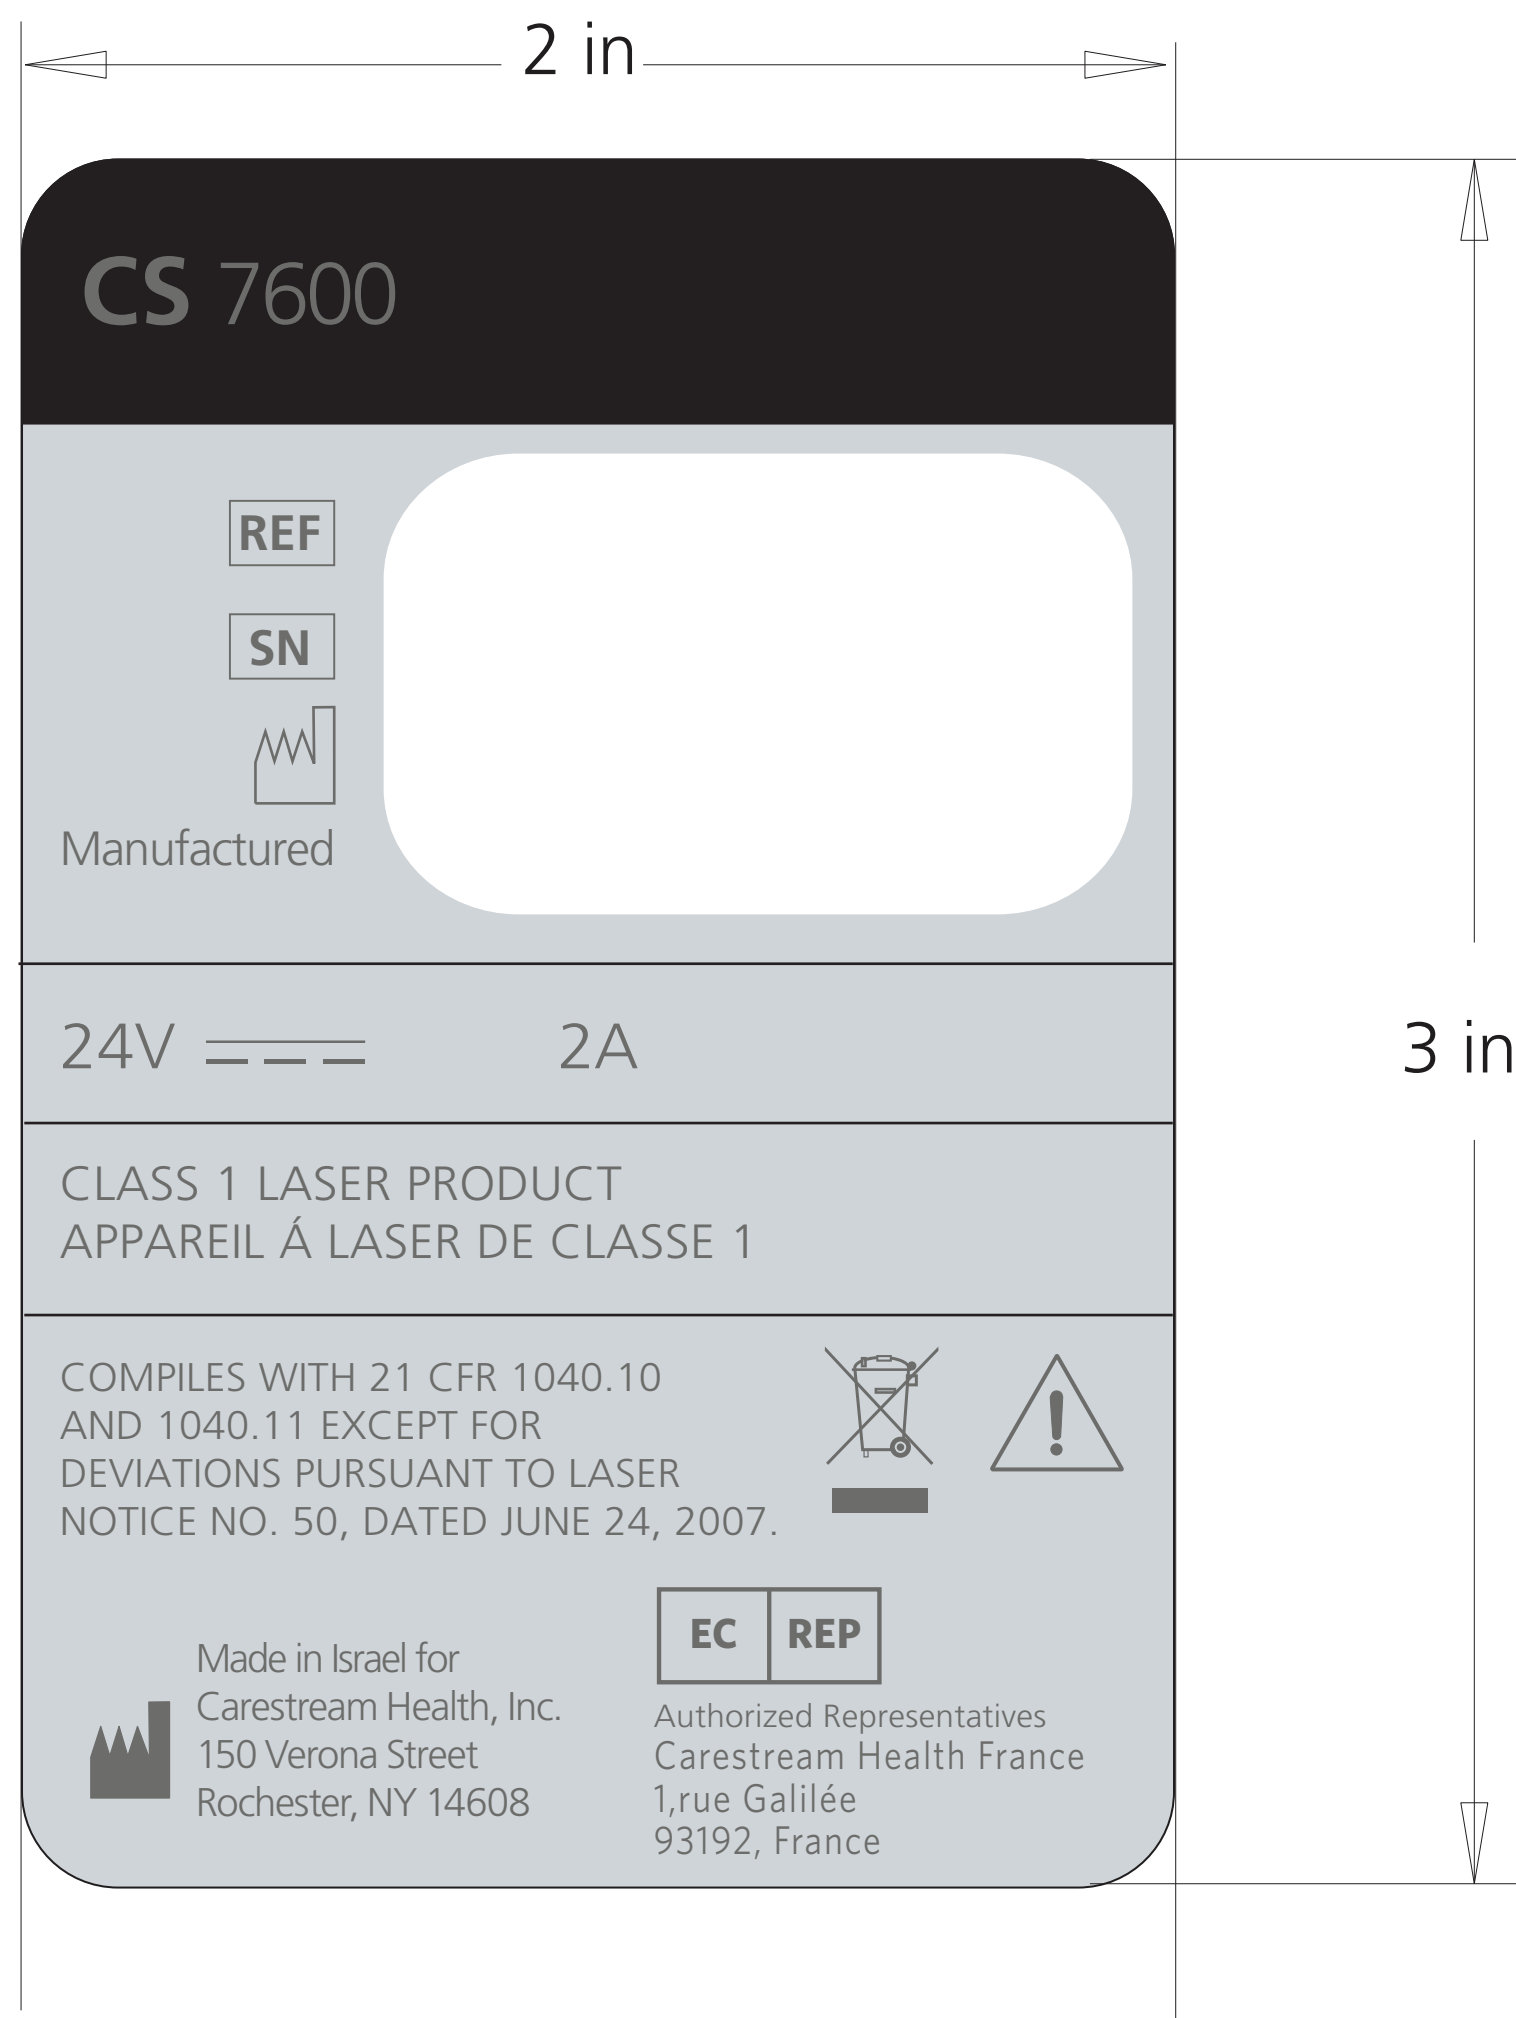 2 in
CS 7600
REF
SN
Manufactured
3 in
24V 2A
CLASS 1 LASER PRODUCT
APPAREIL Á LASER DE CLASSE 1
COMPILES WITH 21 CFR 1040.10
AND 1040.11 EXCEPT FOR
DEVIATIONS PURSUANT TO LASER
NOTICE NO. 50, DATED JUNE 24, 2007.
Made in Israel for
Carestream Health, Inc.
150 Verona Street
Rochester, NY 14608
EC REP
Authorized Representatives
Carestream Health France
1,rue Galilée
93192, France